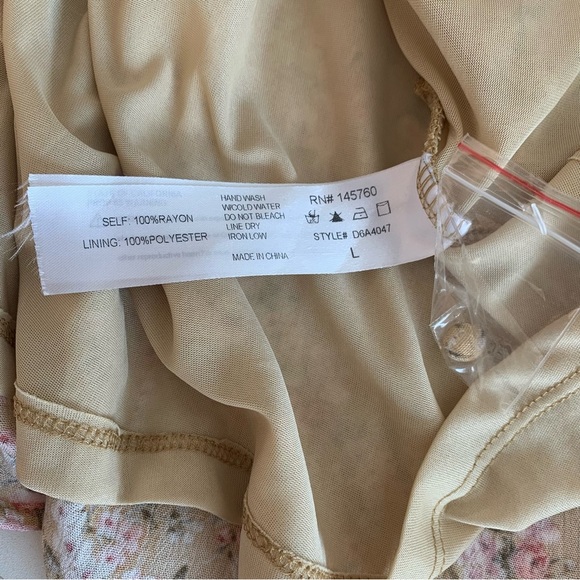 SELF: 100%RAYON
LINING: 100%POLYESTER
HAND WASH
W/COLD WATER
DO NOT BLEACH
LINE DRY
IRON LOW
MADE IN CHINA
RN# 145760
STYLE# D6A4047
L